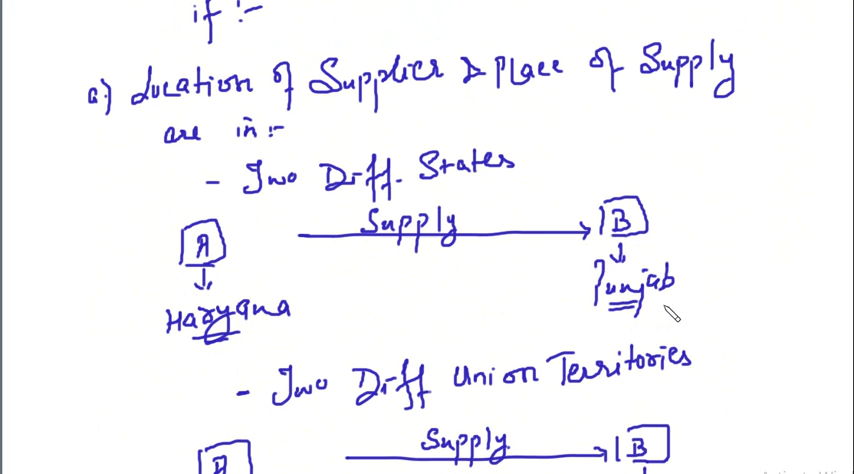 if :-
a.) Location of Supplier & Place of Supply
are in :-
- Two Diff. States
A Supply B
Haryana Punjab
- Two Diff Union Territories
A Supply B